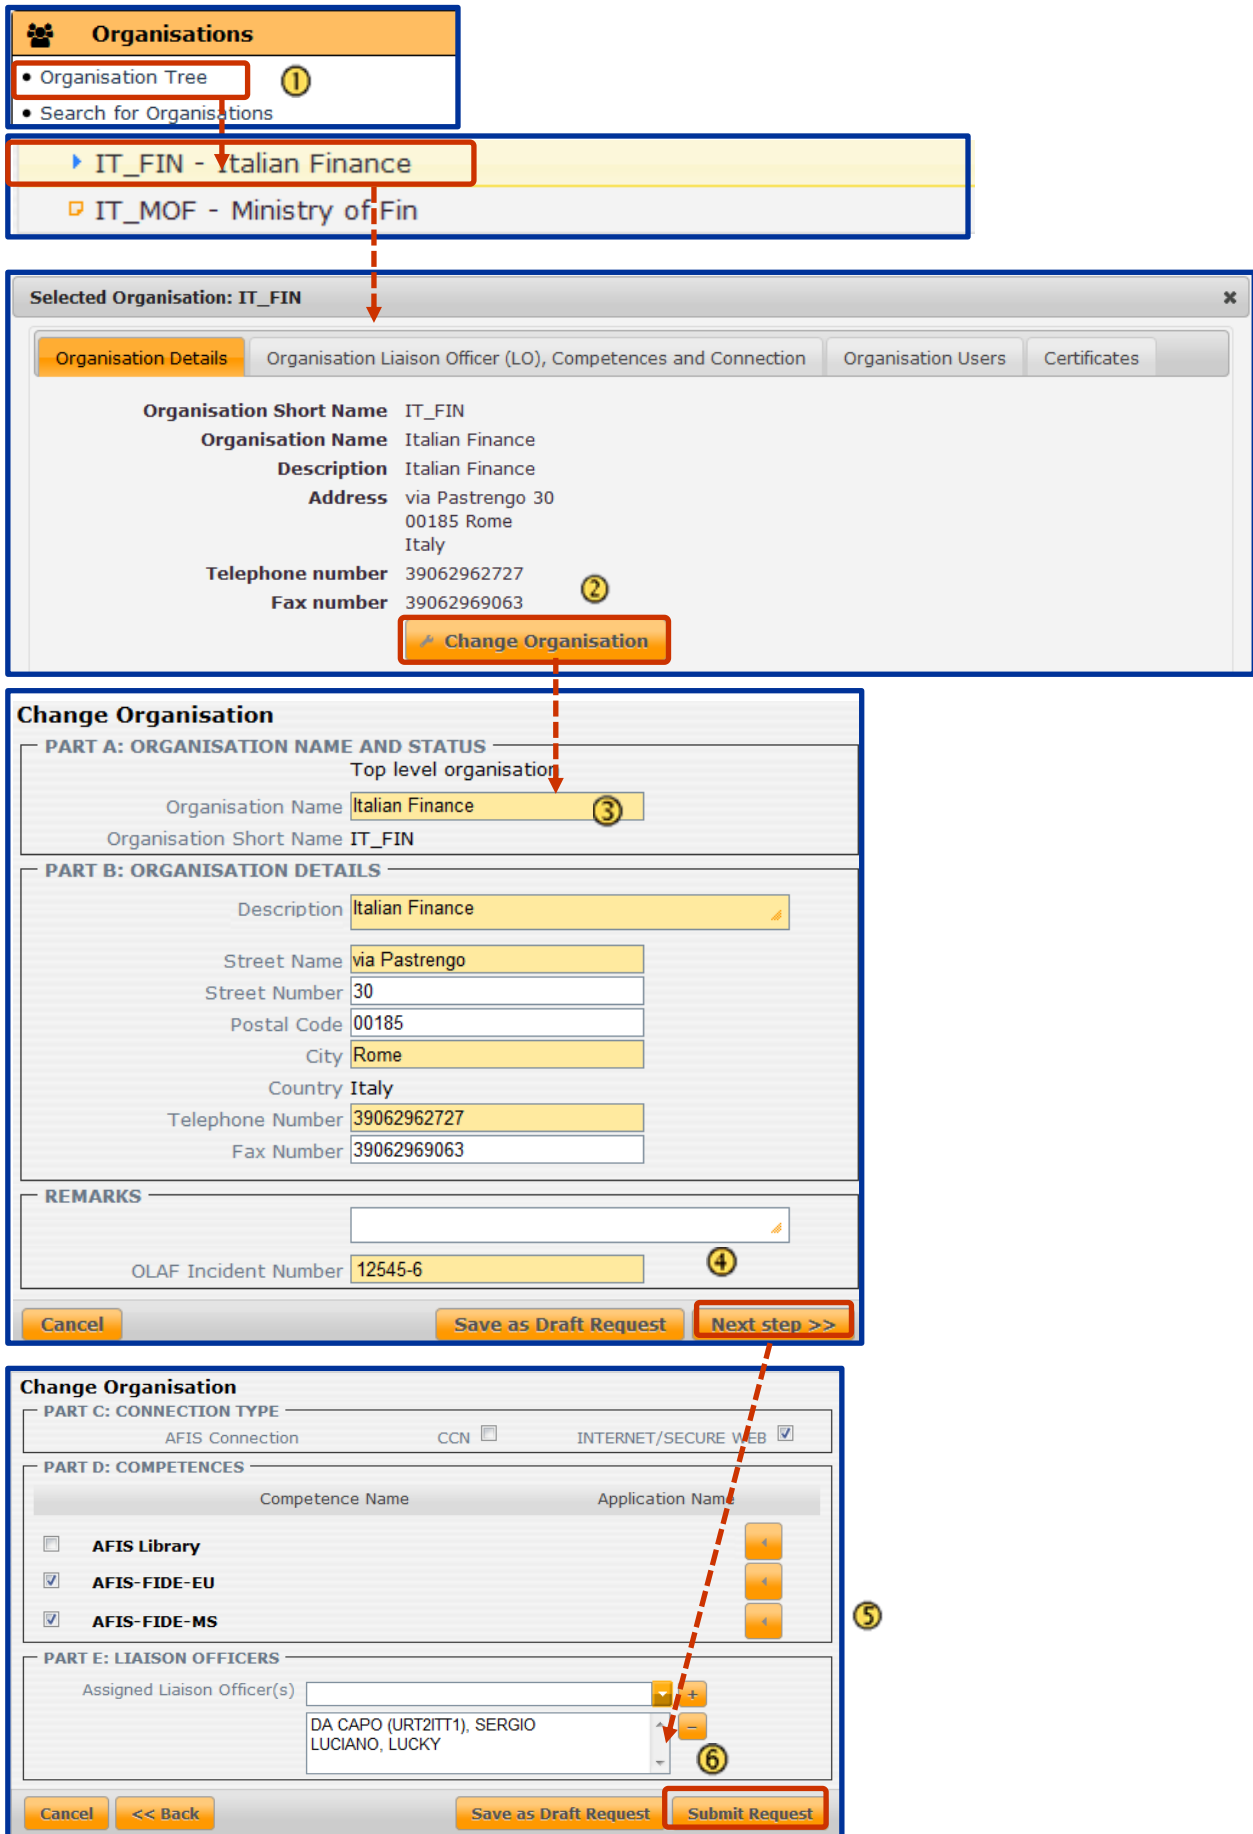 Organisations
• Organisation Tree
①
• Search for Organisations
IT_FIN - Italian Finance
IT_MOF - Ministry of Fin
Selected Organisation: IT_FIN
Organisation Details Organisation Liaison Officer (LO), Competences and Connection Organisation Users Certificates
Organisation Short Name IT_FIN
Organisation Name Italian Finance
Description Italian Finance
Address via Pastrengo 30
00185 Rome
Italy
Telephone number 39062962727
②
Fax number 39062969063
Change Organisation
Change Organisation
PART A: ORGANISATION NAME AND STATUS
Top level organisation
Organisation Name Italian Finance
③
Organisation Short Name IT_FIN
PART B: ORGANISATION DETAILS
Description Italian Finance
Street Name via Pastrengo
Street Number 30
Postal Code 00185
City Rome
Country Italy
Telephone Number 39062962727
Fax Number 39062969063
REMARKS
④
OLAF Incident Number 12545-6
Cancel Save as Draft Request Next step >>
Change Organisation
PART C: CONNECTION TYPE
AFIS Connection CCN INTERNET/SECURE WEB
PART D: COMPETENCES
Competence Name Application Name
AFIS Library
AFIS-FIDE-EU
AFIS-FIDE-MS
⑤
PART E: LIAISON OFFICERS
Assigned Liaison Officer(s)
+
DA CAPO (URT2ITT1), SERGIO
–
LUCIANO, LUCKY
⑥
Cancel << Back Save as Draft Request Submit Request